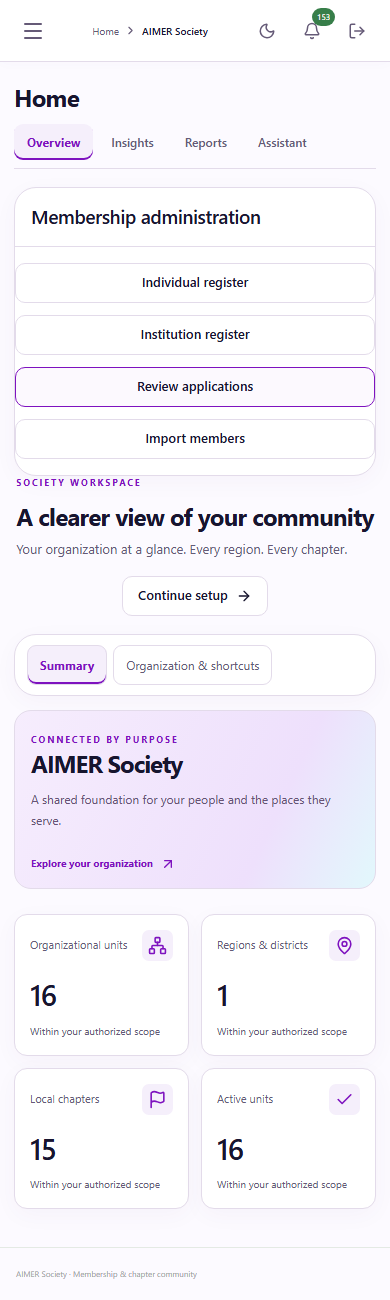 Home > AIMER Society
153
Home
Overview Insights Reports Assistant
Membership administration
Individual register
Institution register
Review applications
Import members
SOCIETY WORKSPACE
A clearer view of your community
Your organization at a glance. Every region. Every chapter.
Continue setup →
Summary Organization & shortcuts
CONNECTED BY PURPOSE
AIMER Society
A shared foundation for your people and the places they
serve.
Explore your organization
Organizational units
16
Within your authorized scope
Regions & districts
1
Within your authorized scope
Local chapters
15
Within your authorized scope
Active units
16
Within your authorized scope
AIMER Society · Membership & chapter community